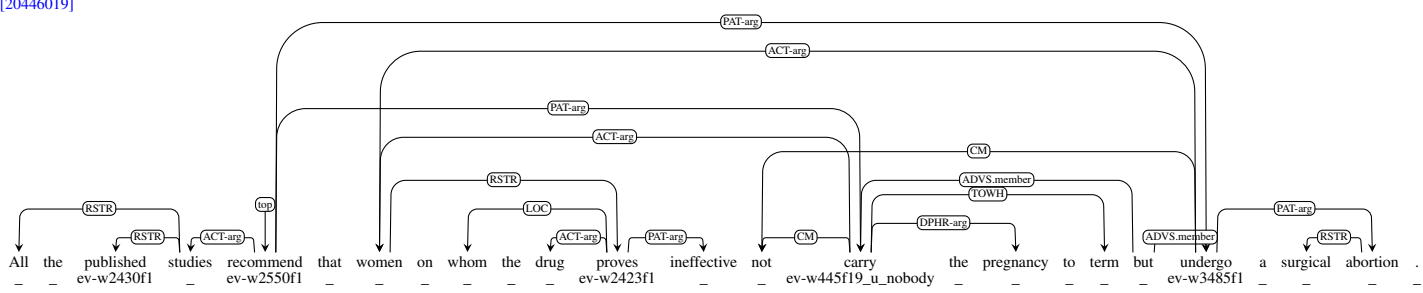 [20446019]
PAT-arg
ACT-arg
PAT-arg
ACT-arg
CM
RSTR ADVS.member
top TOWH
RSTR LOC PAT-arg
DPHR-arg
RSTR ACT-arg ACT-arg PAT-arg CM ADVS.member RSTR
All the published studies recommend that women on whom the drug proves ineffective not carry the pregnancy to term but undergo a surgical abortion .
_ _ ev-w2430f1 _ ev-w2550f1 _ _ _ _ _ _ ev-w2423f1 _ _ ev-w445f19_u_nobody _ _ _ _ _ ev-w3485f1 _ _ _ _